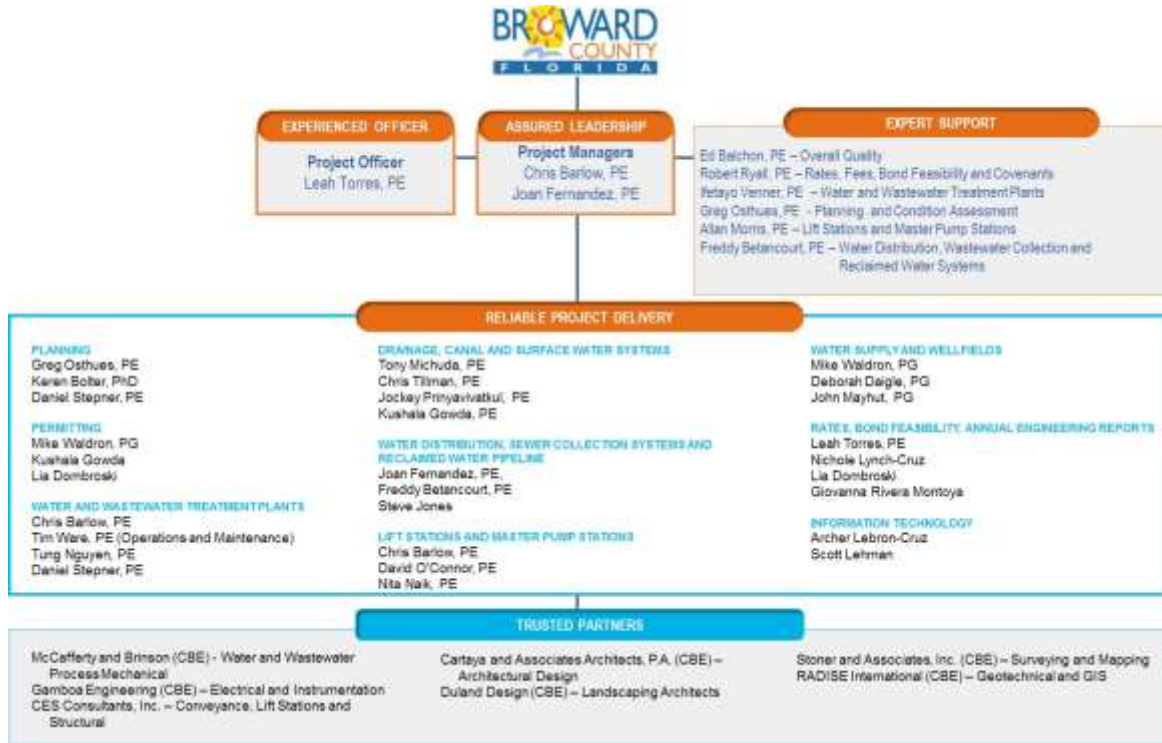 BROWARD
COUNTY
FLORIDA
EXPERIENCED OFFICER
Project Officer
Leah Torres, PE
ASSURED LEADERSHIP
Project Managers
Chris Barlow, PE
Joan Fernandez, PE
EXPERT SUPPORT
Ed Balchon, PE – Overall Quality
Robert Ryall, PE – Rates, Fees, Bond Feasibility and Covenants
Ifetayo Venner, PE – Water and Wastewater Treatment Plants
Greg Osthues, PE - Planning and Condition Assessment
Allan Morris, PE – Lift Stations and Master Pump Stations
Freddy Betancourt, PE – Water Distribution, Wastewater Collection and
Reclaimed Water Systems
RELIABLE PROJECT DELIVERY
PLANNING
Greg Osthues, PE
Karen Bolter, PhD
Daniel Stepner, PE
PERMITTING
Mike Waldron, PG
Kushala Gowda
Lia Dombroski
WATER AND WASTEWATER TREATMENT PLANTS
Chris Barlow, PE
Tim Ware, PE (Operations and Maintenance)
Tung Nguyen, PE
Daniel Stepner, PE
DRAINAGE, CANAL AND SURFACE WATER SYSTEMS
Tony Michuda, PE
Chris Tillman, PE
Jockey Prinyavivatkul, PE
Kushala Gowda, PE
WATER DISTRIBUTION, SEWER COLLECTION SYSTEMS AND
RECLAIMED WATER PIPELINE
Joan Fernandez, PE,
Freddy Betancourt, PE
Steve Jones
LIFT STATIONS AND MASTER PUMP STATIONS
Chris Barlow, PE
David O'Connor, PE
Nita Naik, PE
WATER SUPPLY AND WELLFIELDS
Mike Waldron, PG
Deborah Daigle, PG
John Mayhut, PG
RATES, BOND FEASIBILITY, ANNUAL ENGINEERING REPORTS
Leah Torres, PE
Nichole Lynch-Cruz
Lia Dombroski
Giovanna Rivera Montoya
INFORMATION TECHNOLOGY
Archer Lebron-Cruz
Scott Lehman
TRUSTED PARTNERS
McCafferty and Brinson (CBE) - Water and Wastewater
Process Mechanical
Gamboa Engineering (CBE) – Electrical and Instrumentation
CES Consultants, Inc. – Conveyance, Lift Stations and
Structural
Cartaya and Associates Architects, P.A. (CBE) –
Architectural Design
Duland Design (CBE) – Landscaping Architects
Stoner and Associates, Inc. (CBE) – Surveying and Mapping
RADISE International (CBE) – Geotechnical and GIS